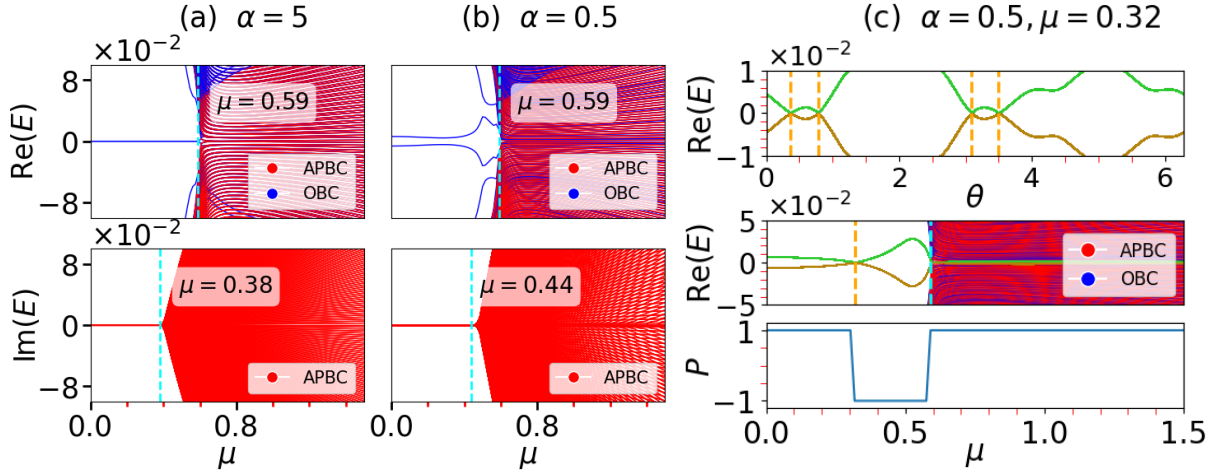 (a) α = 5
×10⁻²
8
0
−8
Re(E)
μ = 0.59
APBC
OBC
×10⁻²
8
0
−8
Im(E)
μ = 0.38
APBC
0.0
0.8
μ
(b) α = 0.5
μ = 0.59
APBC
OBC
μ = 0.44
APBC
0.0
0.8
μ
(c) α = 0.5, μ = 0.32
×10⁻²
1
0
−1
Re(E)
0
2
4
6
θ
×10⁻²
5
0
−5
Re(E)
APBC
OBC
1
−1
P
0.0
0.5
1.0
1.5
μ